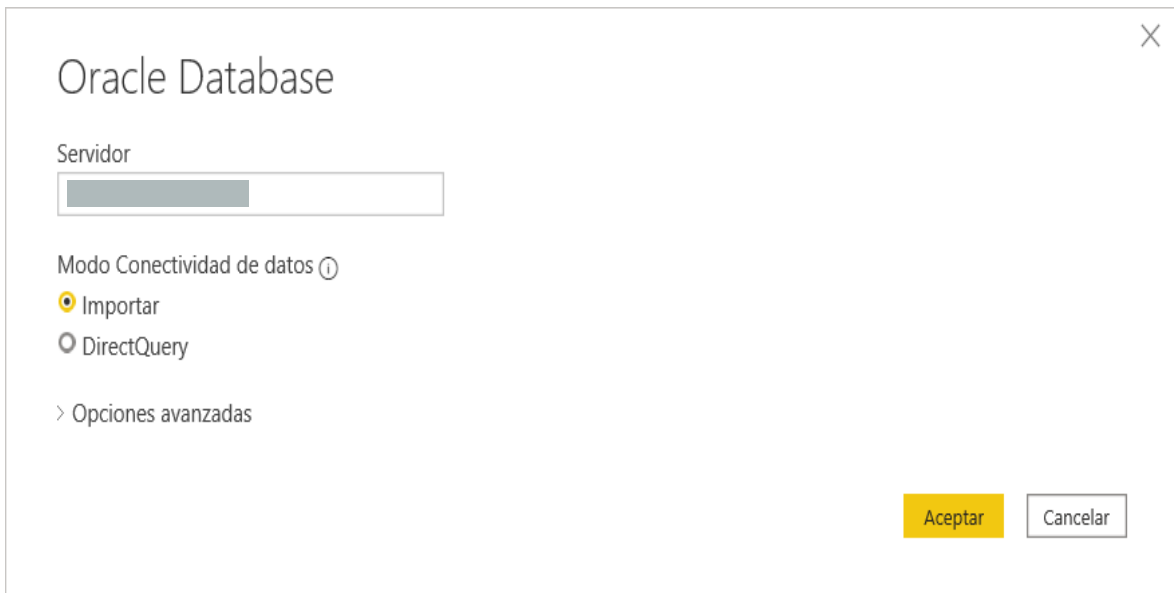 Oracle Database
Servidor
Modo Conectividad de datos
Importar
DirectQuery
Opciones avanzadas
Aceptar
Cancelar